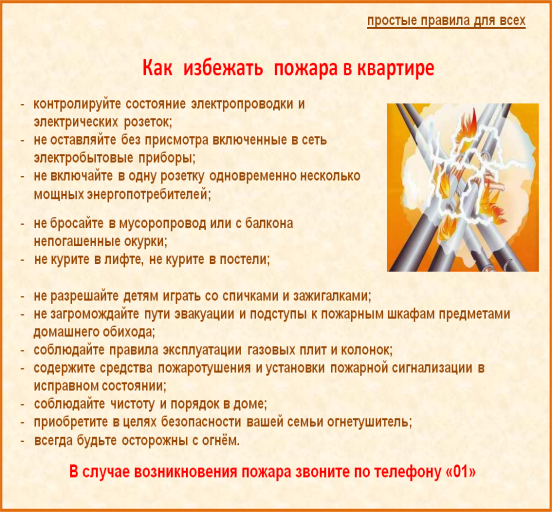 простые правила для всех
Как избежать пожара в квартире
- контролируйте состояние электропроводки и
электрических розеток;
- не оставляйте без присмотра включенные в сеть
электробытовые приборы;
- не включайте в одну розетку одновременно несколько
мощных энергопотребителей;
- не бросайте в мусоропровод или с балкона
непогашенные окурки;
- не курите в лифте, не курите в постели;
- не разрешайте детям играть со спичками и зажигалками;
- не загромождайте пути эвакуации и подступы к пожарным шкафам предметами
домашнего обихода;
- соблюдайте правила эксплуатации газовых плит и колонок;
- содержите средства пожаротушения и установки пожарной сигнализации в
исправном состоянии;
- соблюдайте чистоту и порядок в доме;
- приобретите в целях безопасности вашей семьи огнетушитель;
- всегда будьте осторожны с огнём.
В случае возникновения пожара звоните по телефону «01»